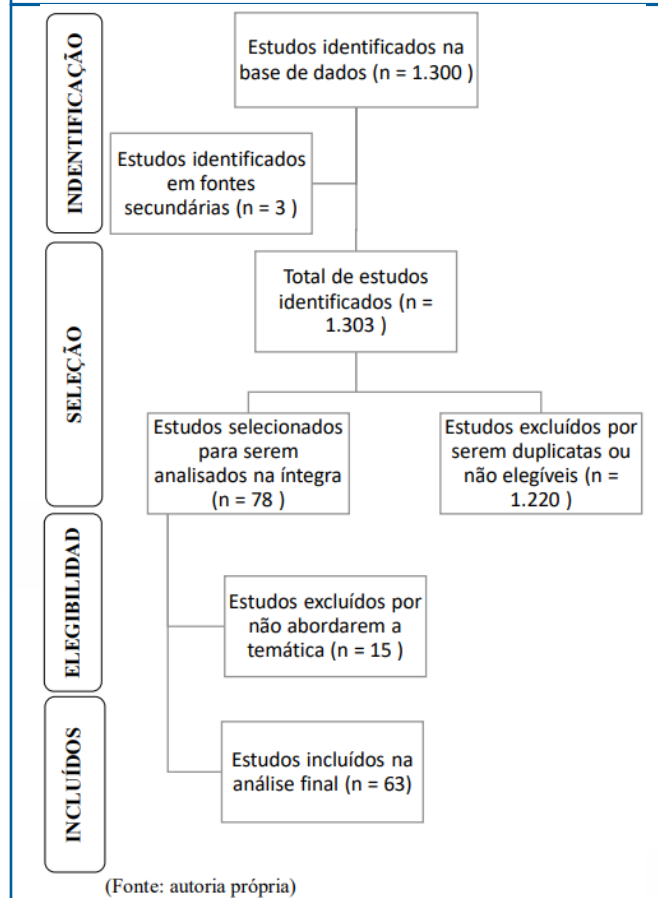 INDENTIFICAÇÃO
Estudos identificados na
base de dados (n = 1.300 )
Estudos identificados
em fontes
secundárias (n = 3 )
SELEÇÃO
Total de estudos
identificados (n =
1.303 )
Estudos selecionados
para serem
analisados na íntegra
(n = 78 )
Estudos excluídos por
serem duplicatas ou
não elegíveis (n =
1.220 )
ELEGIBILIDAD
Estudos excluídos por
não abordarem a
temática (n = 15 )
INCLUÍDOS
Estudos incluídos na
análise final (n = 63)
(Fonte: autoria própria)